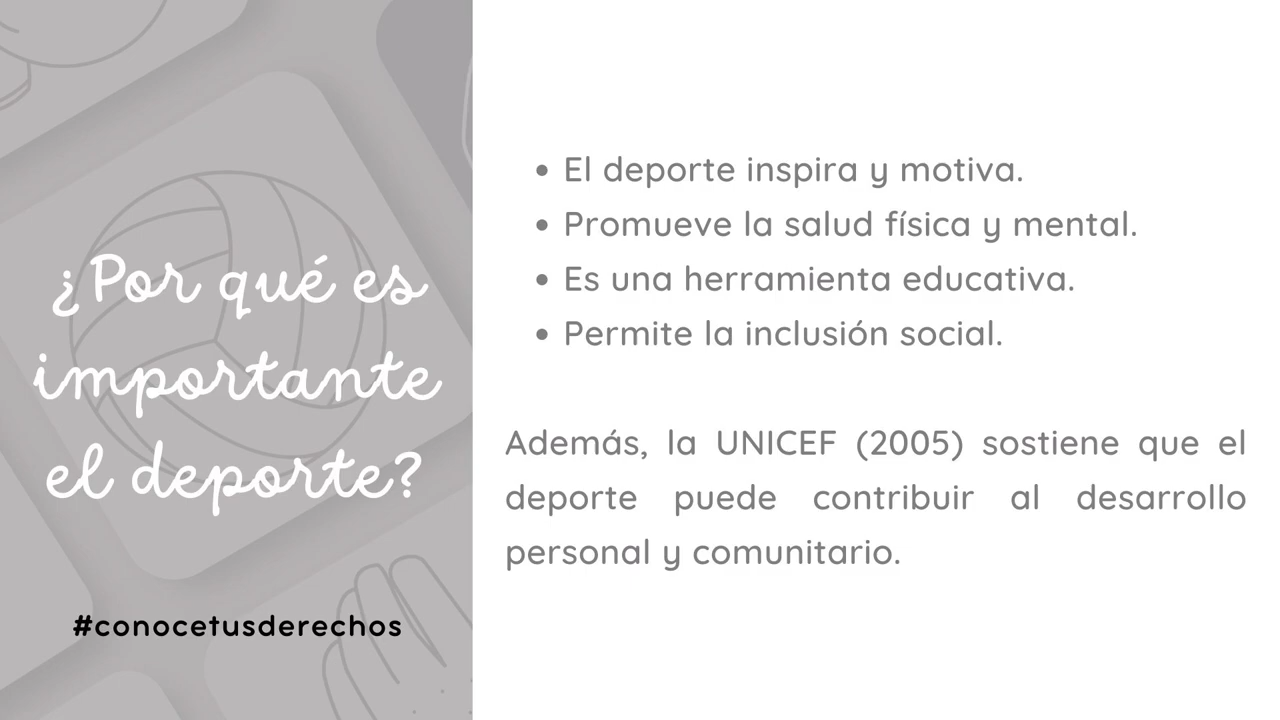 ¿Por qué es
importante
el deporte?
#conocetusderechos
• El deporte inspira y motiva.
• Promueve la salud física y mental.
• Es una herramienta educativa.
• Permite la inclusión social.
Además, la UNICEF (2005) sostiene que el
deporte puede contribuir al desarrollo
personal y comunitario.